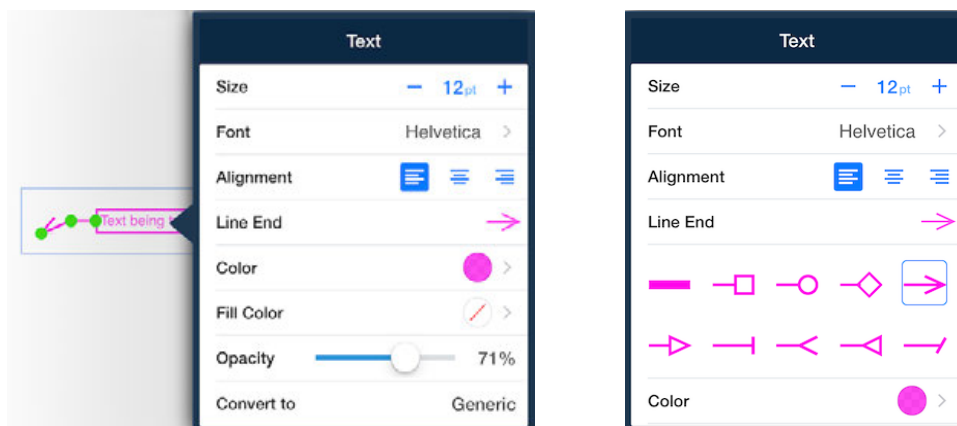 Text
Size
12pt
Font
Helvetica
Alignment
Line End
Color
Fill Color
Opacity
71%
Convert to
Generic
Text being
Text
Size
12pt
Font
Helvetica
Alignment
Line End
Color